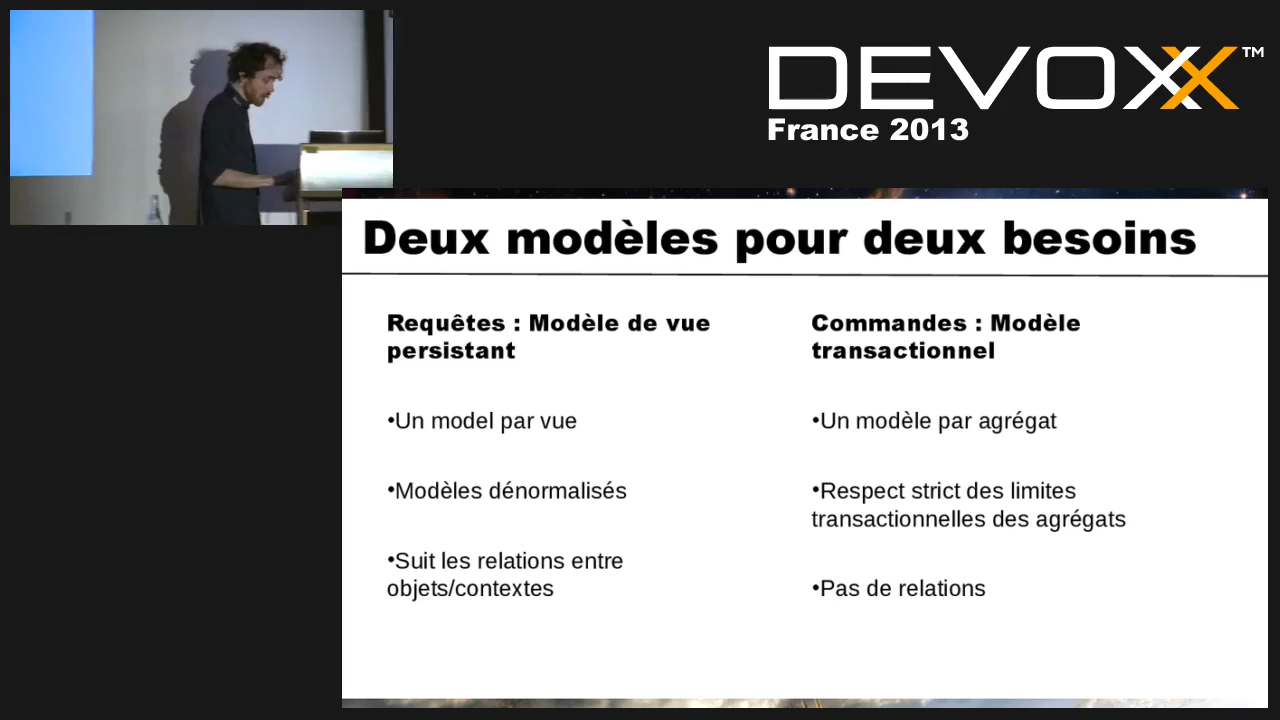 DEVOXX™
France 2013
Deux modèles pour deux besoins
Requêtes : Modèle de vue
persistant
•Un model par vue
•Modèles dénormalisés
•Suit les relations entre
objets/contextes
Commandes : Modèle
transactionnel
•Un modèle par agrégat
•Respect strict des limites
transactionnelles des agrégats
•Pas de relations